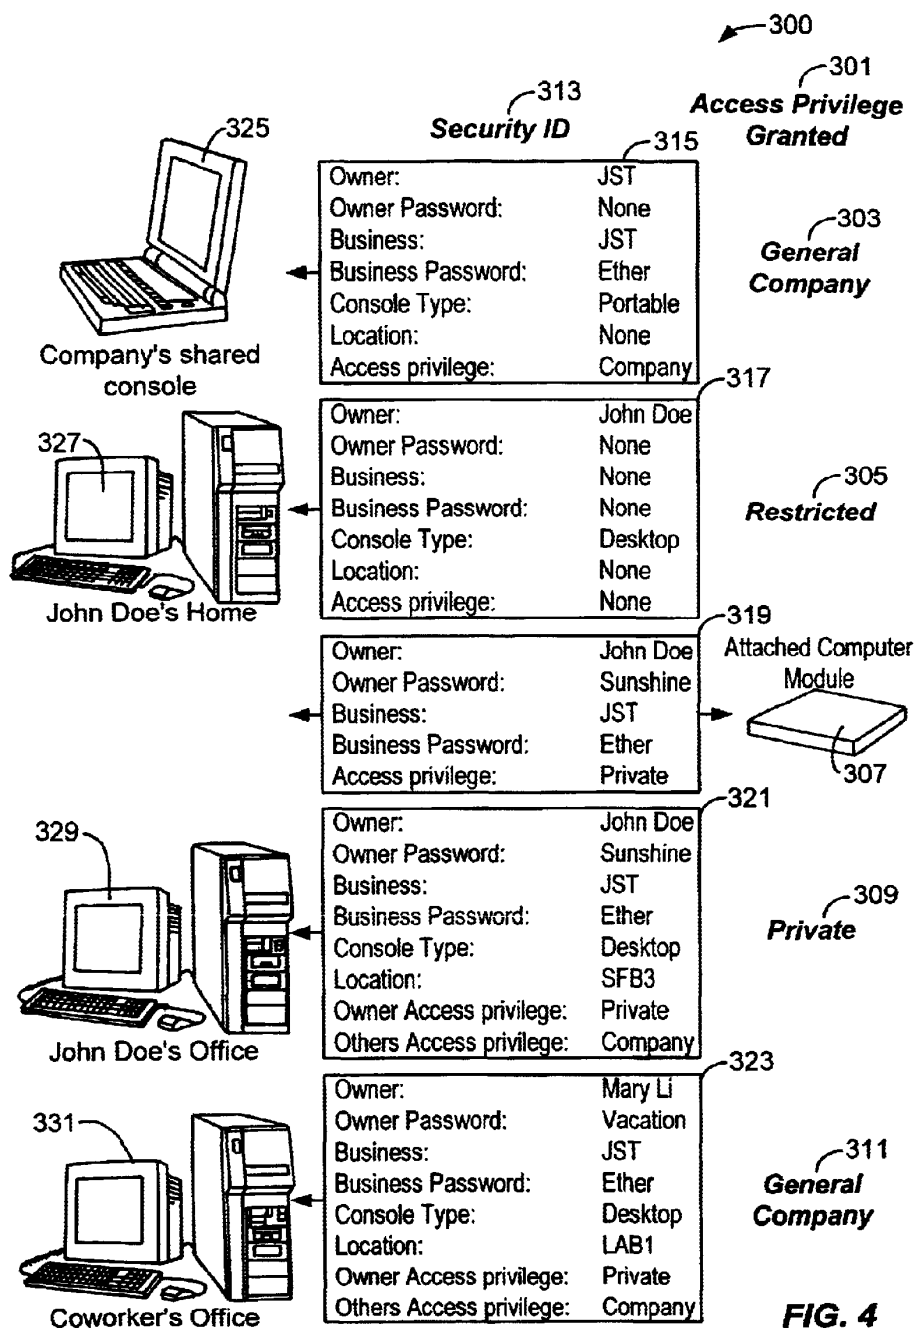 300
301
Access Privilege
Granted
313
Security ID
325
315
Owner: JST
Owner Password: None
Business: JST
Business Password: Ether
Console Type: Portable
Location: None
Access privilege: Company
303
General
Company
Company's shared
console
317
Owner: John Doe
Owner Password: None
Business: None
Business Password: None
Console Type: Desktop
Location: None
Access privilege: None
327
305
Restricted
John Doe's Home
319
Owner: John Doe
Owner Password: Sunshine
Business: JST
Business Password: Ether
Access privilege: Private
Attached Computer
Module
307
321
Owner: John Doe
Owner Password: Sunshine
Business: JST
Business Password: Ether
Console Type: Desktop
Location: SFB3
Owner Access privilege: Private
Others Access privilege: Company
329
309
Private
John Doe's Office
323
Owner: Mary Li
Owner Password: Vacation
Business: JST
Business Password: Ether
Console Type: Desktop
Location: LAB1
Owner Access privilege: Private
Others Access privilege: Company
331
311
General
Company
Coworker's Office
FIG. 4